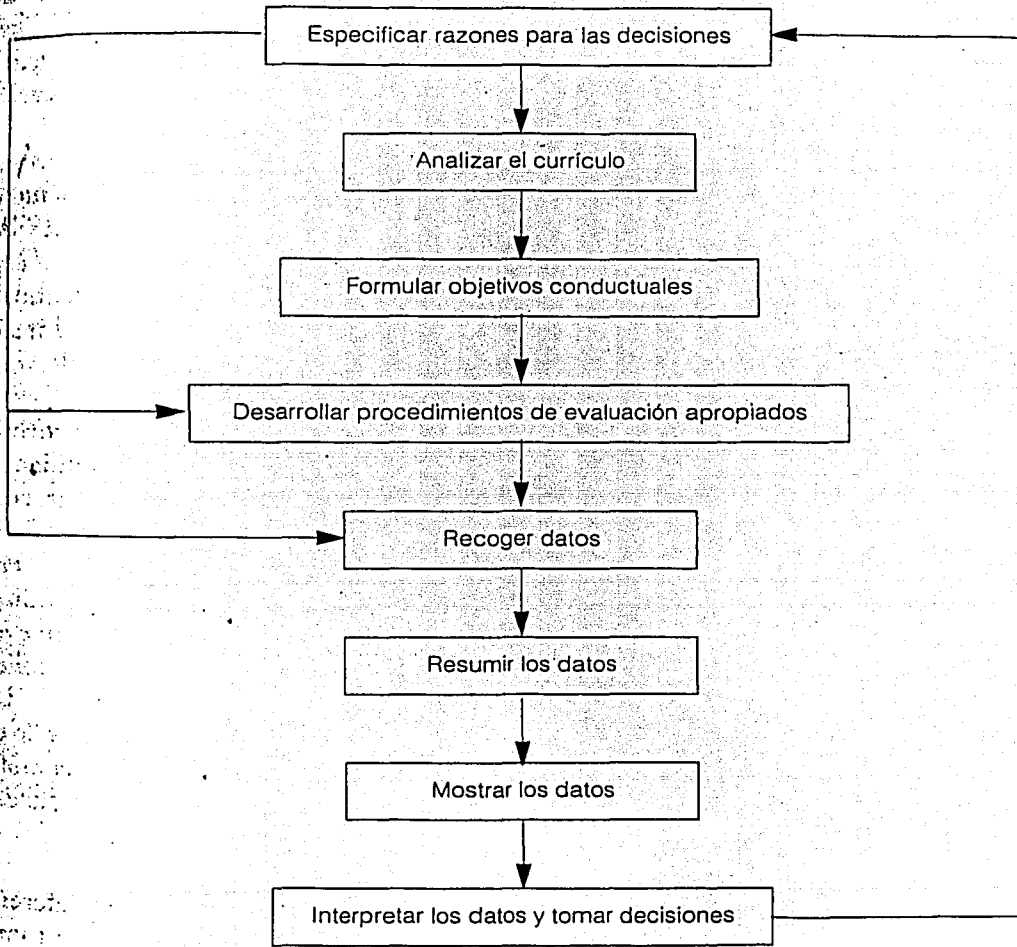 Especificar razones para las decisiones
Analizar el currículo
Formular objetivos conductuales
Desarrollar procedimientos de evaluación apropiados
Recoger datos
Resumir los datos
Mostrar los datos
Interpretar los datos y tomar decisiones